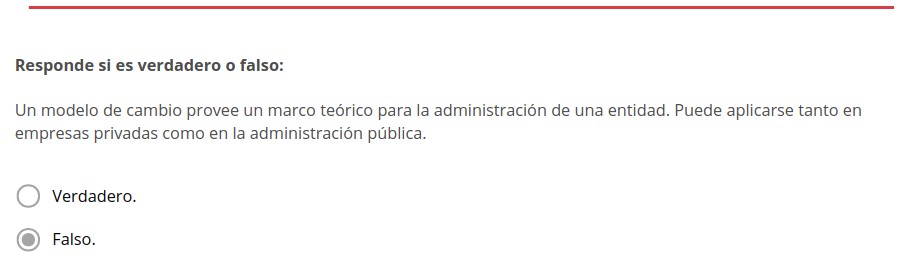 Responde si es verdadero o falso:
Un modelo de cambio provee un marco teórico para la administración de una entidad. Puede aplicarse tanto en
empresas privadas como en la administración pública.
Verdadero.
Falso.